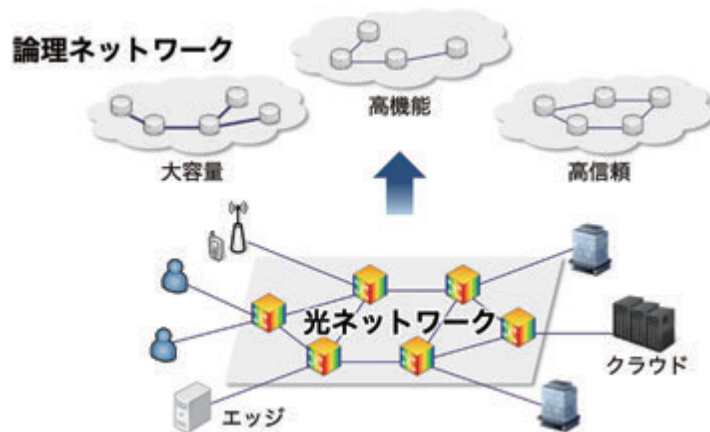 論理ネットワーク
高機能
大容量
高信頼
光ネットワーク
クラウド
エッジ